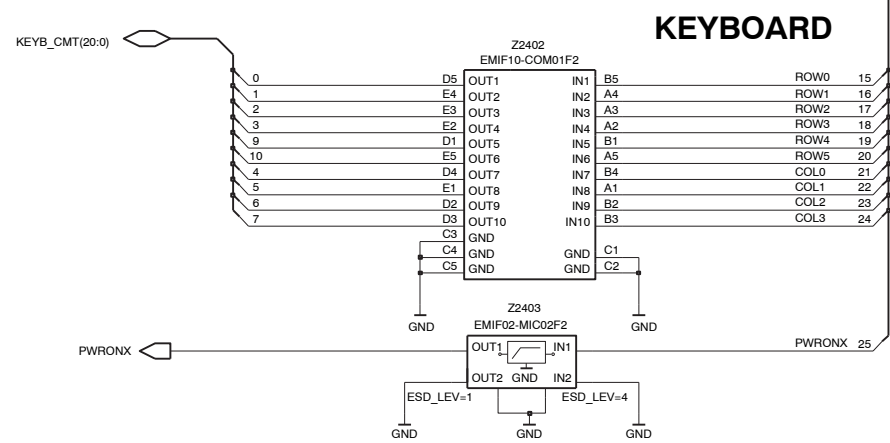 KEYBOARD
KEYB_CMT(20:0)
Z2402
EMIF10-COM01F2
0 D5 OUT1 IN1 B5 ROW0 15
1 E4 OUT2 IN2 A4 ROW1 16
2 E3 OUT3 IN3 A3 ROW2 17
3 E2 OUT4 IN4 A2 ROW3 18
9 D1 OUT5 IN5 B1 ROW4 19
10 E5 OUT6 IN6 A5 ROW5 20
4 D4 OUT7 IN7 B4 COL0 21
5 E1 OUT8 IN8 A1 COL1 22
6 D2 OUT9 IN9 B2 COL2 23
7 D3 OUT10 IN10 B3 COL3 24
C3 GND
C4 GND GND C1
C5 GND GND C2
GND GND
Z2403
EMIF02-MIC02F2
PWRONX OUT1 IN1 PWRONX 25
OUT2 GND IN2
ESD_LEV=1 ESD_LEV=4
GND GND GND